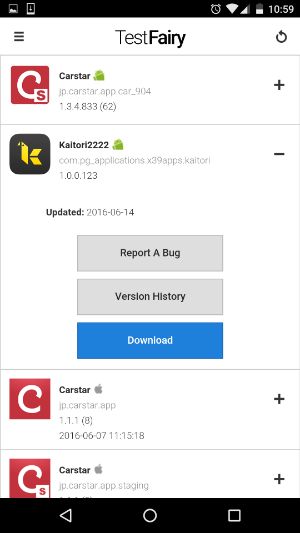 10:59
TestFairy
Carstar
jp.carstar.app car_904
1.3.4.833 (62)
Kaitori2222
com.pg_applications.x39apps.kaitori
1.0.0.123
Updated: 2016-06-14
Report A Bug
Version History
Download
Carstar
jp.carstar.app
1.1.1 (8)
2016-06-07 11:15:18
Carstar
jp.carstar.app.staging